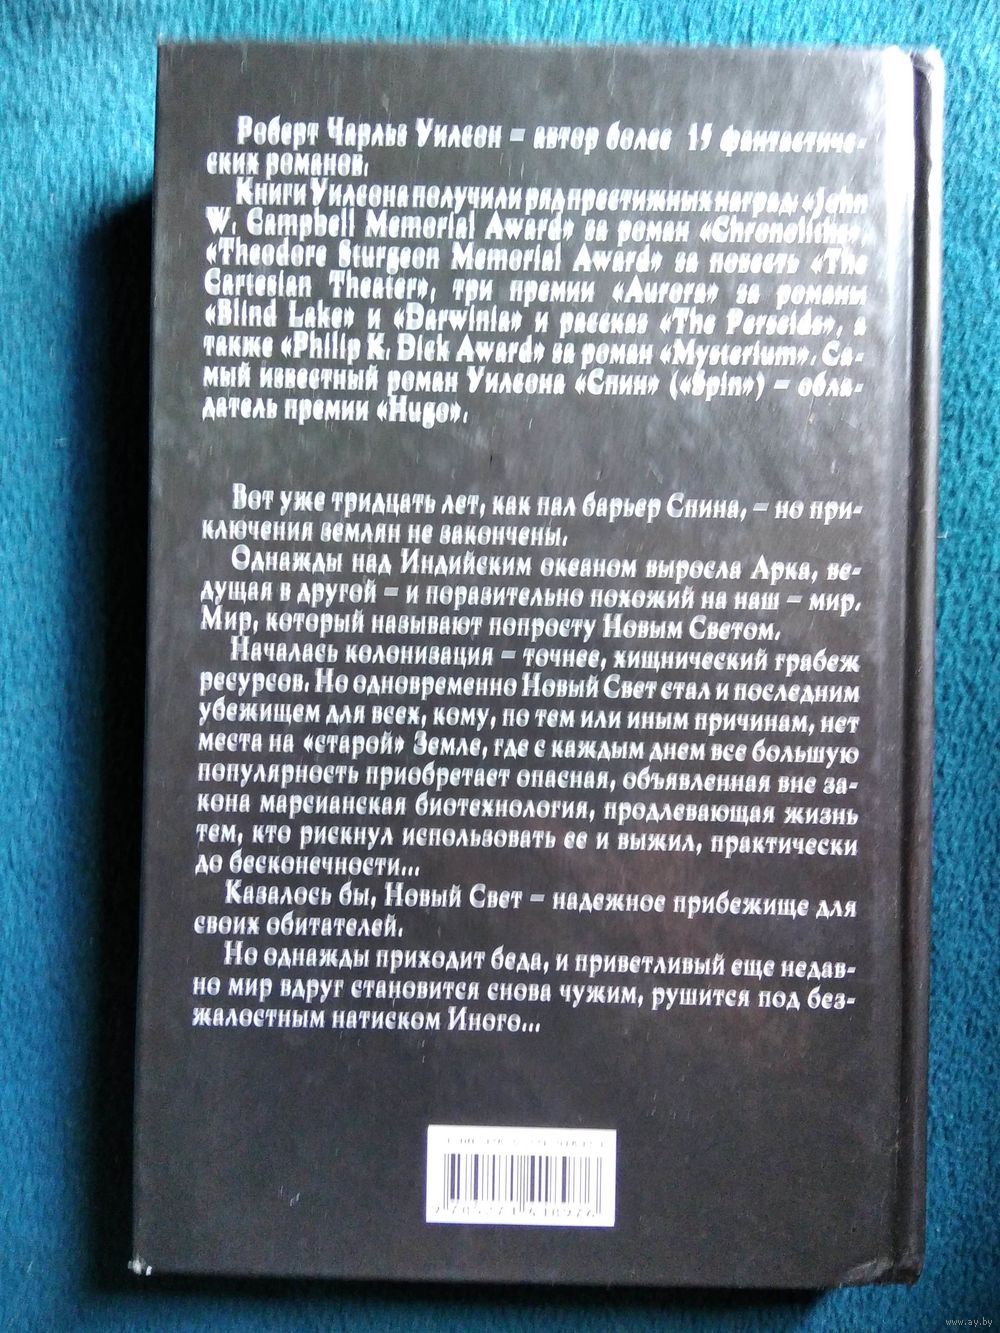 Роберт Чарльз Уилсон – автор более 15 фантастиче-
ских романов.
Книги Уилсона получили ряд престижных наград: «John
W. Campbell Memorial Award» за роман «Chronoliths»,
«Theodore Sturgeon Memorial Award» за повесть «The
Cartesian Theater», три премии «Aurora» за романы
«Blind Lake» и «Darwinia» и рассказ «The Perseids», а
также «Philip K. Dick Award» за роман «Mysterium». Са-
мый известный роман Уилсона «Спин» («Spin») – обла-
датель премии «Hugo».
Вот уже тридцать лет, как пал барьер Спина, – но при-
ключения землян не закончены.
Однажды над Индийским океаном выросла Арка, ве-
дущая в другой – и поразительно похожий на наш – мир.
Мир, который называют попросту Новым Светом.
Началась колонизация – точнее, хищнический грабеж
ресурсов. Но одновременно Новый Свет стал и последним
убежищем для всех, кому, по тем или иным причинам, нет
места на «старой» Земле, где с каждым днем все большую
популярность приобретает опасная, объявленная вне за-
кона марсианская биотехнология, продлевающая жизнь
тем, кто рискнул использовать ее и выжил, практически
до бесконечности...
Казалось бы, Новый Свет – надежное прибежище для
своих обитателей.
Но однажды приходит беда, и приветливый еще недав-
но мир вдруг становится снова чужим, рушится под без-
жалостным натиском Иного...
www.ay.by